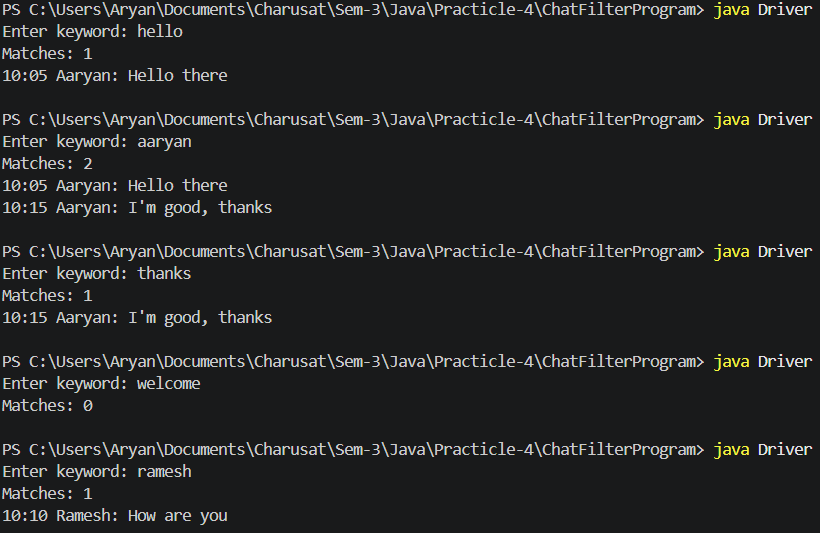 PS C:\Users\Aryan\Documents\Charusat\Sem-3\Java\Practicle-4\ChatFilterProgram> java Driver
Enter keyword: hello
Matches: 1
10:05 Aaryan: Hello there
PS C:\Users\Aryan\Documents\Charusat\Sem-3\Java\Practicle-4\ChatFilterProgram> java Driver
Enter keyword: aaryan
Matches: 2
10:05 Aaryan: Hello there
10:15 Aaryan: I'm good, thanks
PS C:\Users\Aryan\Documents\Charusat\Sem-3\Java\Practicle-4\ChatFilterProgram> java Driver
Enter keyword: thanks
Matches: 1
10:15 Aaryan: I'm good, thanks
PS C:\Users\Aryan\Documents\Charusat\Sem-3\Java\Practicle-4\ChatFilterProgram> java Driver
Enter keyword: welcome
Matches: 0
PS C:\Users\Aryan\Documents\Charusat\Sem-3\Java\Practicle-4\ChatFilterProgram> java Driver
Enter keyword: ramesh
Matches: 1
10:10 Ramesh: How are you